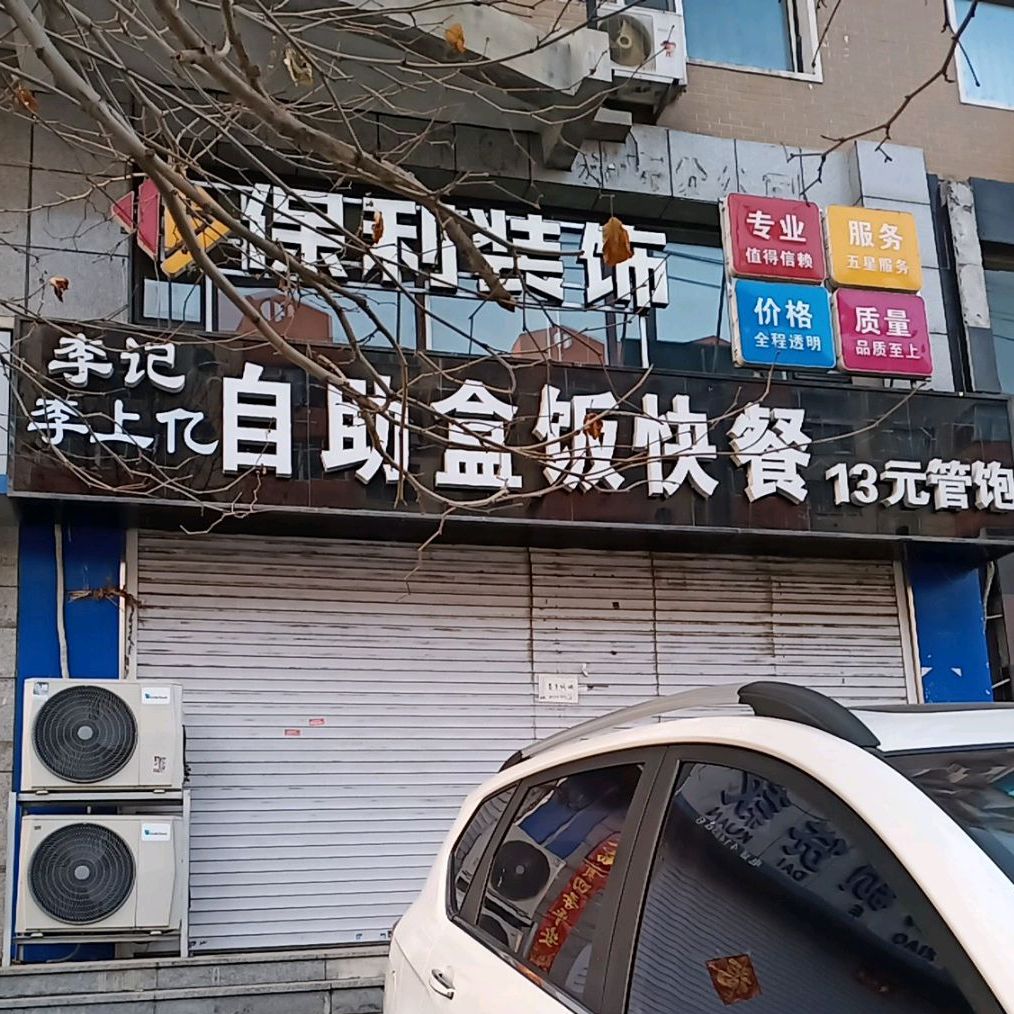 保利装饰
专业
值得信赖
服务
五星服务
价格
全程透明
质量
品质至上
李记
李上亿
自助盒饭快餐
13元管饱